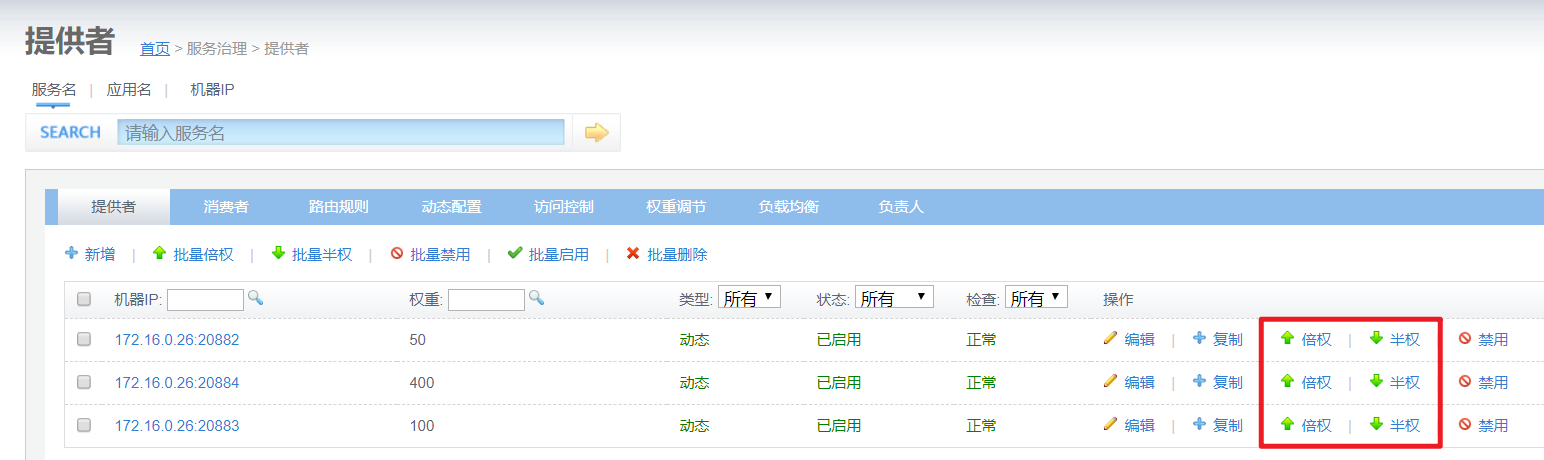 提供者 首页 > 服务治理 > 提供者
服务名 | 应用名 | 机器IP
SEARCH 请输入服务名
提供者 消费者 路由规则 动态配置 访问控制 权重调节 负载均衡 负责人
新增 | 批量倍权 | 批量半权 | 批量禁用 | 批量启用 | 批量删除
机器IP: 权重: 类型: 所有 状态: 所有 检查: 所有 操作
172.16.0.26:20882 50 动态 已启用 正常 编辑 | 复制 倍权 | 半权 禁用
172.16.0.26:20884 400 动态 已启用 正常 编辑 | 复制 倍权 | 半权 禁用
172.16.0.26:20883 100 动态 已启用 正常 编辑 | 复制 倍权 | 半权 禁用